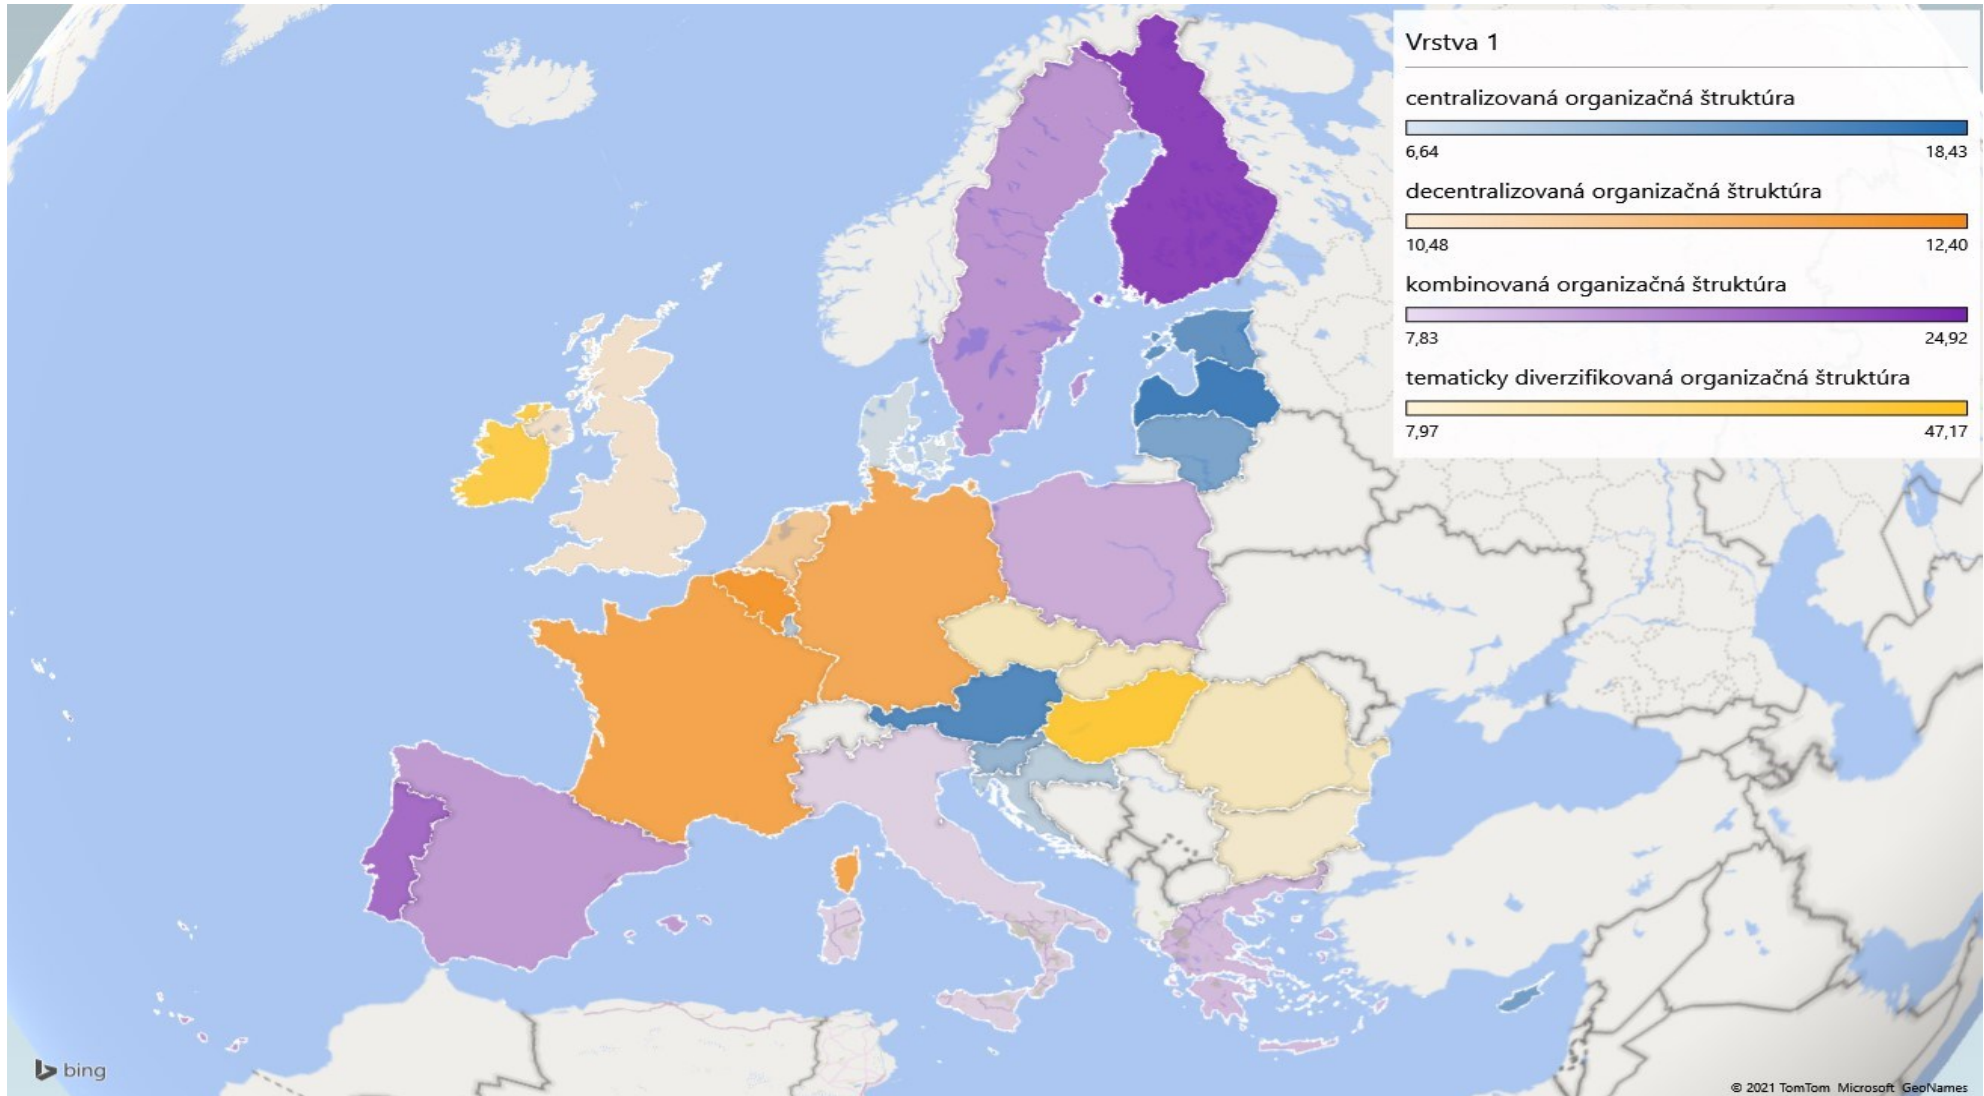 Vrstva 1
centralizovaná organizačná štruktúra
6,64 18,43
decentralizovaná organizačná štruktúra
10,48 12,40
kombinovaná organizačná štruktúra
7,83 24,92
tematicky diverzifikovaná organizačná štruktúra
7,97 47,17
bing
© 2021 TomTom Microsoft GeoNames